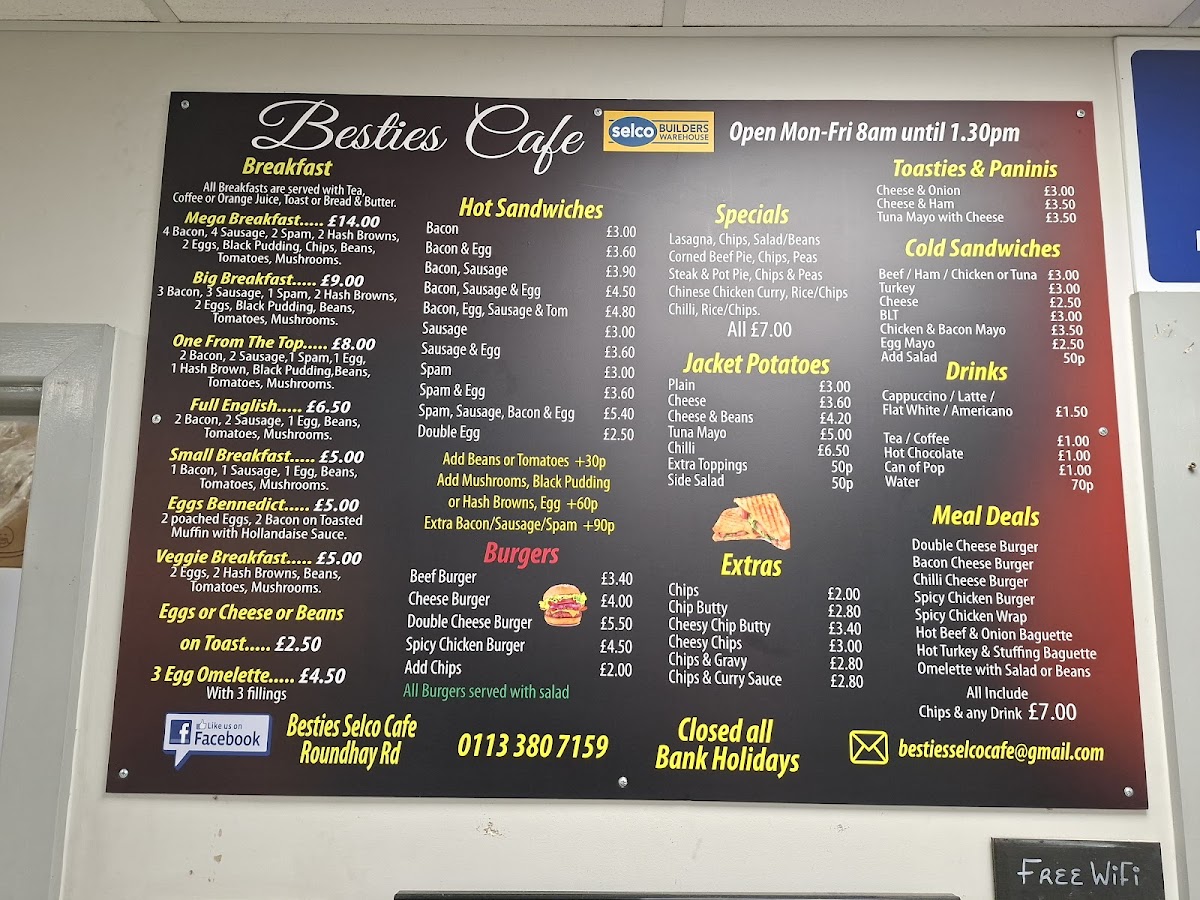 Besties Cafe
selco BUILDERS WAREHOUSE
Open Mon-Fri 8am until 1.30pm
Breakfast
All Breakfasts are served with Tea,
Coffee or Orange Juice, Toast or Bread & Butter.
Mega Breakfast..... £14.00
4 Bacon, 4 Sausage, 2 Spam, 2 Hash Browns,
2 Eggs, Black Pudding, Chips, Beans,
Tomatoes, Mushrooms.
Big Breakfast..... £9.00
3 Bacon, 3 Sausage, 1 Spam, 2 Hash Browns,
2 Eggs, Black Pudding, Beans,
Tomatoes, Mushrooms.
One From The Top..... £8.00
2 Bacon, 2 Sausage,1 Spam,1 Egg,
1 Hash Brown, Black Pudding,Beans,
Tomatoes, Mushrooms.
Full English..... £6.50
2 Bacon, 2 Sausage, 1 Egg, Beans,
Tomatoes, Mushrooms.
Small Breakfast..... £5.00
1 Bacon, 1 Sausage, 1 Egg, Beans,
Tomatoes, Mushrooms.
Eggs Bennedict..... £5.00
2 poached Eggs, 2 Bacon on Toasted
Muffin with Hollandaise Sauce.
Veggie Breakfast..... £5.00
2 Eggs, 2 Hash Browns, Beans,
Tomatoes, Mushrooms.
Eggs or Cheese or Beans
on Toast..... £2.50
3 Egg Omelette..... £4.50
With 3 fillings
Hot Sandwiches
Bacon £3.00
Bacon & Egg £3.60
Bacon, Sausage £3.90
Bacon, Sausage & Egg £4.50
Bacon, Egg, Sausage & Tom £4.80
Sausage £3.00
Sausage & Egg £3.60
Spam £3.00
Spam & Egg £3.60
Spam, Sausage, Bacon & Egg £5.40
Double Egg £2.50
Add Beans or Tomatoes +30p
Add Mushrooms, Black Pudding
or Hash Browns, Egg +60p
Extra Bacon/Sausage/Spam +90p
Burgers
Beef Burger £3.40
Cheese Burger £4.00
Double Cheese Burger £5.50
Spicy Chicken Burger £4.50
Add Chips £2.00
All Burgers served with salad
Specials
Lasagna, Chips, Salad/Beans
Corned Beef Pie, Chips, Peas
Steak & Pot Pie, Chips & Peas
Chinese Chicken Curry, Rice/Chips
Chilli, Rice/Chips.
All £7.00
Jacket Potatoes
Plain £3.00
Cheese £3.60
Cheese & Beans £4.20
Tuna Mayo £5.00
Chilli £6.50
Extra Toppings 50p
Side Salad 50p
Extras
Chips £2.00
Chip Butty £2.80
Cheesy Chip Butty £3.40
Cheesy Chips £3.00
Chips & Gravy £2.80
Chips & Curry Sauce £2.80
Toasties & Paninis
Cheese & Onion £3.00
Cheese & Ham £3.50
Tuna Mayo with Cheese £3.50
Cold Sandwiches
Beef / Ham / Chicken or Tuna £3.00
Turkey £3.00
Cheese £2.50
BLT £3.00
Chicken & Bacon Mayo £3.50
Egg Mayo £2.50
Add Salad 50p
Drinks
Cappuccino / Latte /
Flat White / Americano £1.50
Tea / Coffee £1.00
Hot Chocolate £1.00
Can of Pop £1.00
Water 70p
Meal Deals
Double Cheese Burger
Bacon Cheese Burger
Chilli Cheese Burger
Spicy Chicken Burger
Spicy Chicken Wrap
Hot Beef & Onion Baguette
Hot Turkey & Stuffing Baguette
Omelette with Salad or Beans
All Include
Chips & any Drink £7.00
f Like us on
Facebook
Besties Selco Cafe
Roundhay Rd
0113 380 7159
Closed all
Bank Holidays
bestiesselcocafe@gmail.com
FREE WiFi